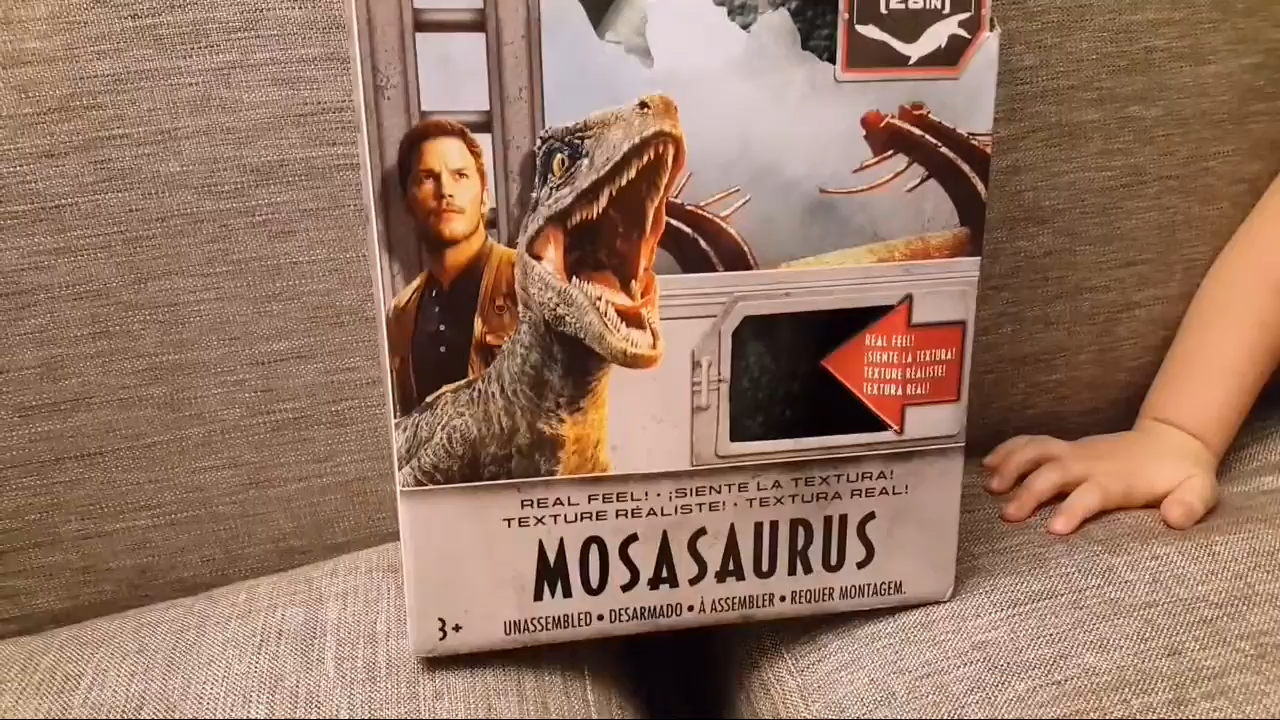 (28IN)
REAL FEEL!
¡SIENTE LA TEXTURA!
TEXTURE RÉALISTE!
TEXTURA REAL!
REAL FEEL! • ¡SIENTE LA TEXTURA!
TEXTURE RÉALISTE! • TEXTURA REAL!
MOSASAURUS
3+
UNASSEMBLED • DESARMADO • À ASSEMBLER • REQUER MONTAGEM.